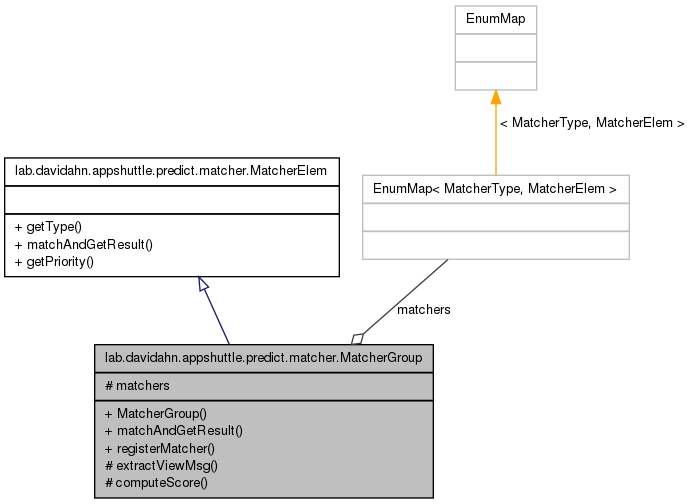 EnumMap
< MatcherType, MatcherElem >
lab.davidahn.appshuttle.predict.matcher.MatcherElem
+ getType()
+ matchAndGetResult()
+ getPriority()
EnumMap< MatcherType, MatcherElem >
matchers
lab.davidahn.appshuttle.predict.matcher.MatcherGroup
# matchers
+ MatcherGroup()
+ matchAndGetResult()
+ registerMatcher()
# extractViewMsg()
# computeScore()